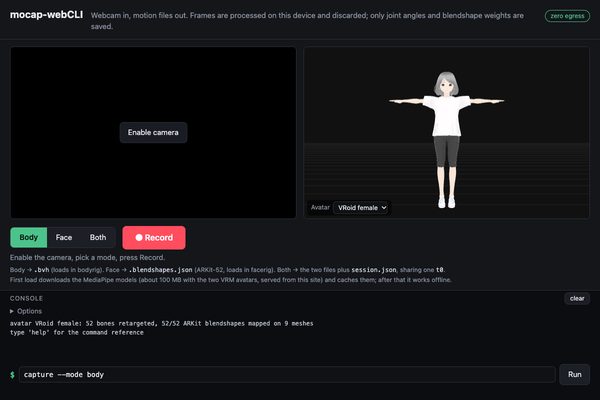 mocap-webCLI
Webcam in, motion files out. Frames are processed on this device and discarded; only joint angles and blendshape weights are
saved.
zero egress
Enable camera
Avatar VRoid female
Body Face Both Record
Enable the camera, pick a mode, press Record.
Body → .bvh (loads in bodyrig). Face → .blendshapes.json (ARKit-52, loads in facerig). Both → the two files plus session.json, sharing one t0.
First load downloads the MediaPipe models (about 100 MB with the two VRM avatars, served from this site) and caches them; after that it works offline.
CONSOLE
clear
▶ Options
avatar VRoid female: 52 bones retargeted, 52/52 ARKit blendshapes mapped on 9 meshes
type 'help' for the command reference
$ capture --mode body
Run